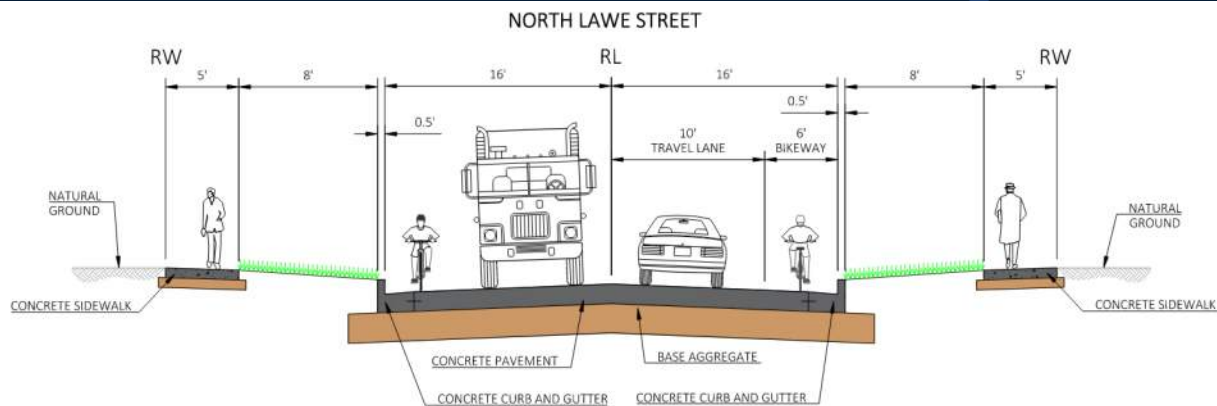 NORTH LAWE STREET
RW
RL
RW
5'
8'
16'
16'
8'
5'
0.5'
0.5'
10'
TRAVEL LANE
6'
BIKEWAY
NATURAL
GROUND
NATURAL
GROUND
CONCRETE SIDEWALK
CONCRETE SIDEWALK
CONCRETE PAVEMENT
BASE AGGREGATE
CONCRETE CURB AND GUTTER
CONCRETE CURB AND GUTTER